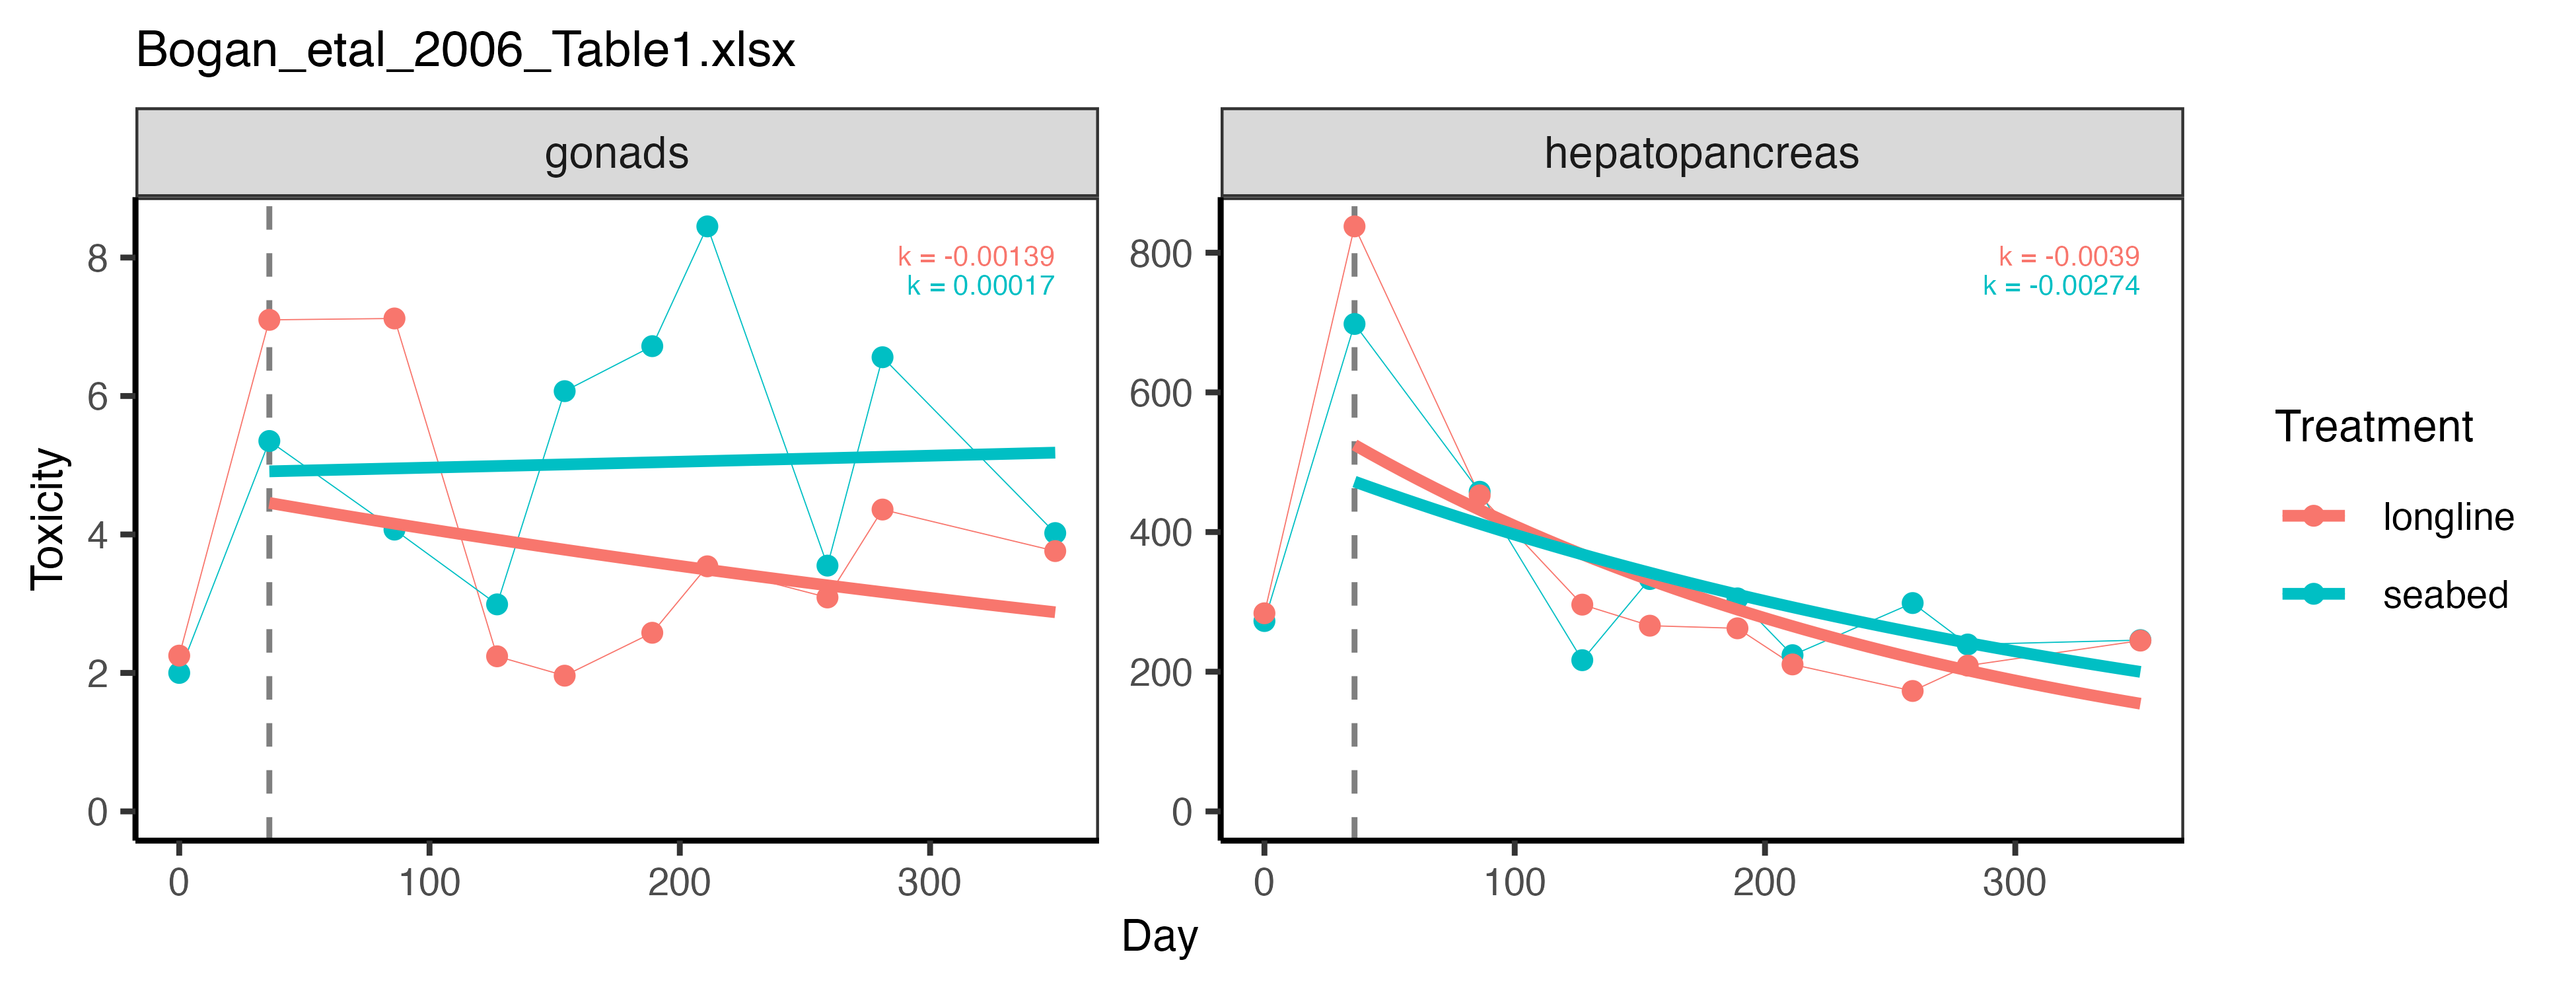 Bogan_etal_2006_Table1.xlsx
gonads
hepatopancreas
Toxicity
8
6
4
2
0
k = -0.00139
k = 0.00017
0
100
200
300
800
600
400
200
0
k = -0.0039
k = -0.00274
0
100
200
300
Day
Treatment
longline
seabed